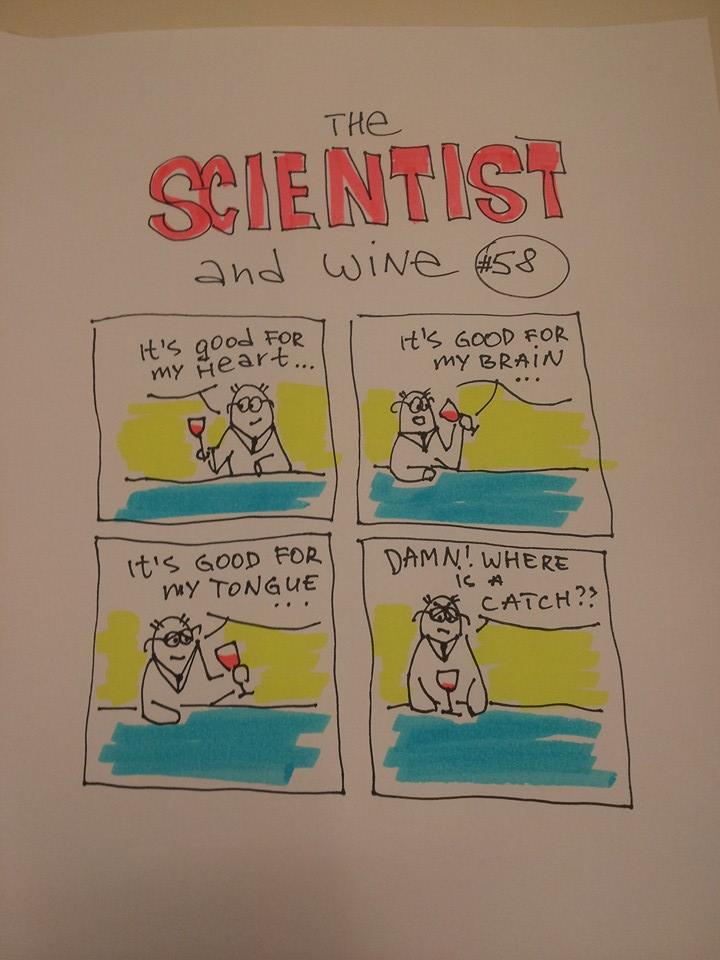 THe
SCIENTIST
and WiNe #58
It's good FOR
my Heart...
It's GOOD FOR
my BRAIN
...
It's GOOD FOR
my TONGUE
...
DAMN! WHERE
is A
CATCH??